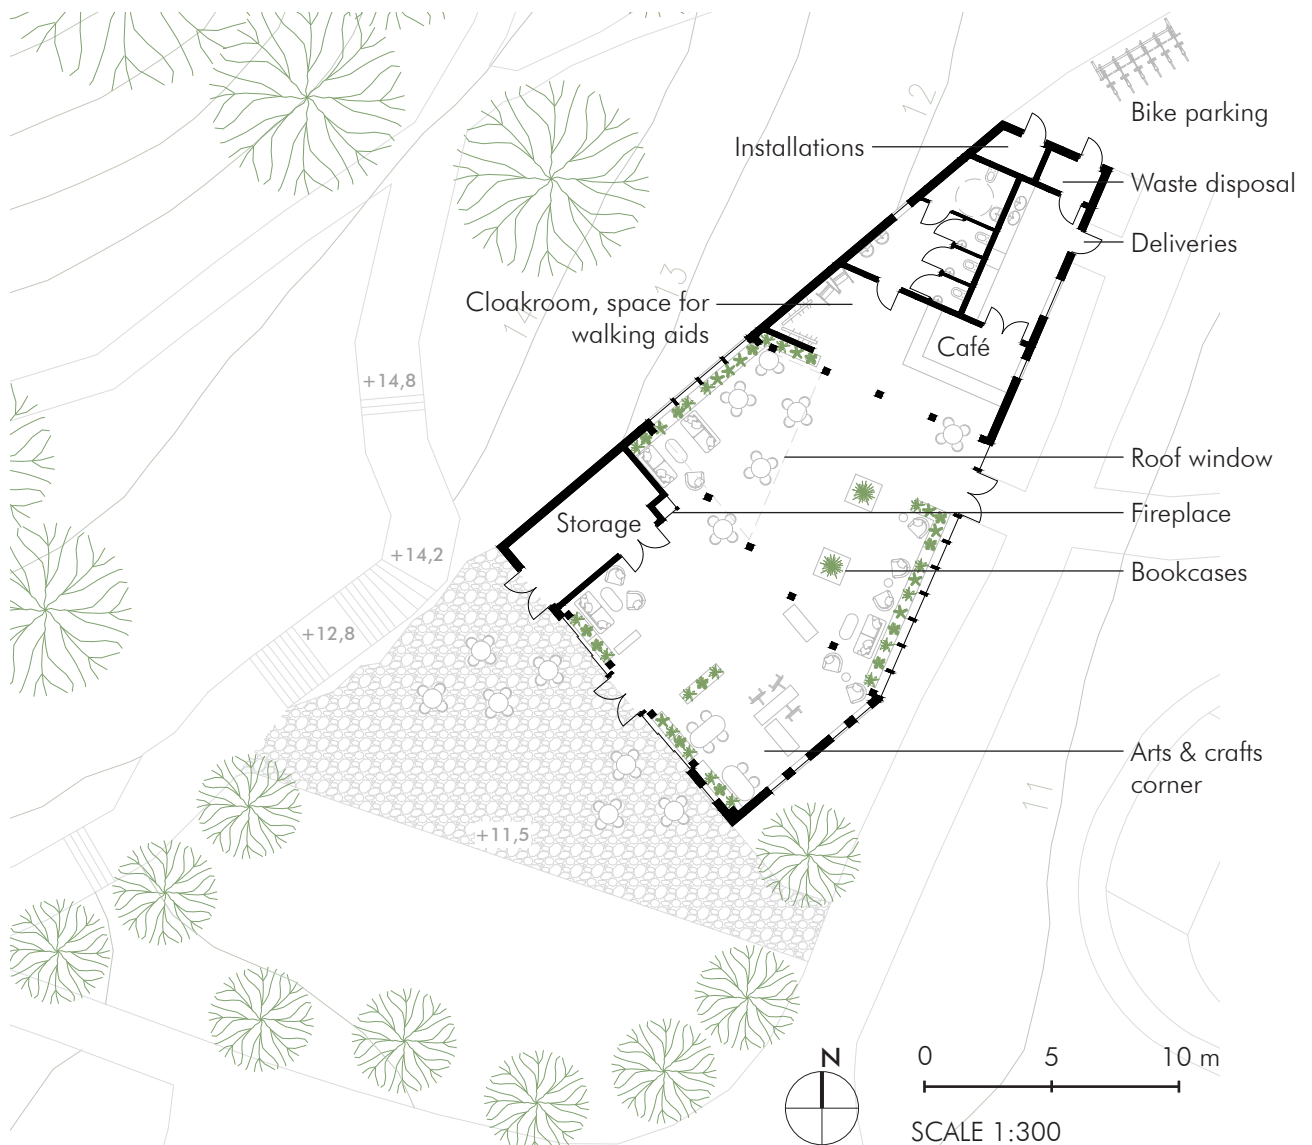 12
Bike parking
Installations
Waste disposal
Deliveries
13
14
Cloakroom, space for
walking aids
Café
+14,8
Roof window
Storage
Fireplace
+14,2
Bookcases
+12,8
Arts & crafts
corner
11
+11,5
N
0 5 10 m
SCALE 1:300